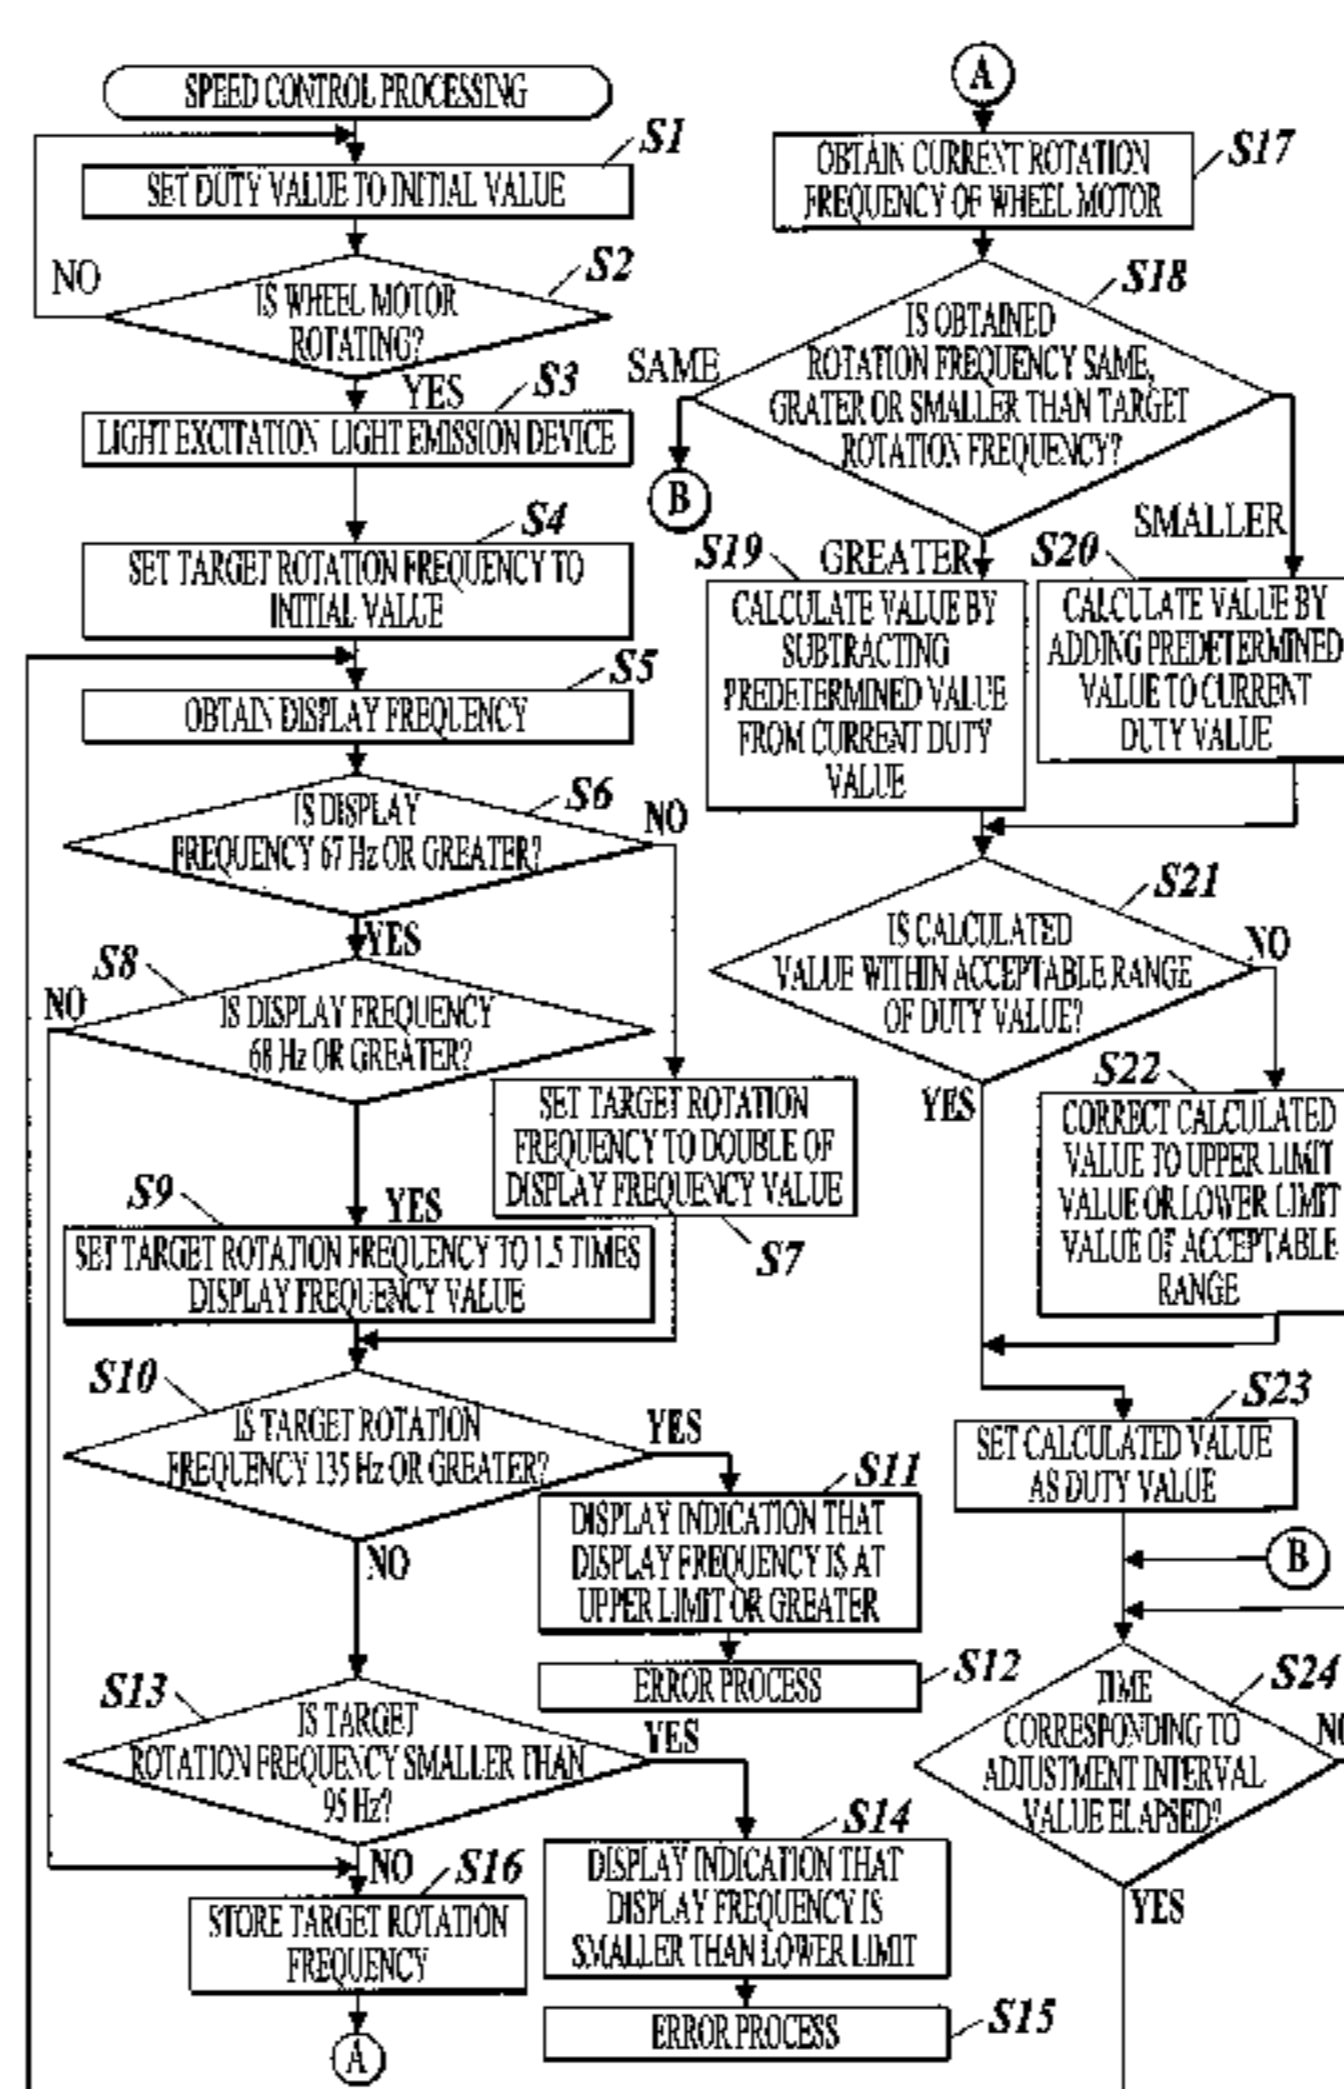 SPEED CONTROL PROCESSING
S1
SET DUTY VALUE TO INITIAL VALUE
S2
NO
IS WHEEL MOTOR
ROTATING?
YES
S3
LIGHT EXCITATION LIGHT EMISSION DEVICE
S4
SET TARGET ROTATION FREQUENCY TO
INITIAL VALUE
S5
OBTAIN DISPLAY FREQUENCY
S6
IS DISPLAY
FREQUENCY 67 Hz OR GREATER?
NO
YES
S8
NO
IS DISPLAY FREQUENCY
68 Hz OR GREATER?
SET TARGET ROTATION
FREQUENCY TO DOUBLE OF
DISPLAY FREQUENCY VALUE
S7
S9
YES
SET TARGET ROTATION FREQUENCY TO 1.5 TIMES
DISPLAY FREQUENCY VALUE
S10
IS TARGET ROTATION
FREQUENCY 135 Hz OR GREATER?
YES
NO
S11
DISPLAY INDICATION THAT
DISPLAY FREQUENCY IS AT
UPPER LIMIT OR GREATER
ERROR PROCESS
S12
S13
IS TARGET
ROTATION FREQUENCY SMALLER THAN
95 Hz?
YES
NO
S14
DISPLAY INDICATION THAT
DISPLAY FREQUENCY IS
SMALLER THAN LOWER LIMIT
ERROR PROCESS
S15
S16
STORE TARGET ROTATION
FREQUENCY
A
A
OBTAIN CURRENT ROTATION
FREQUENCY OF WHEEL MOTOR
S17
S18
IS OBTAINED
ROTATION FREQUENCY SAME,
GRATER OR SMALLER THAN TARGET
ROTATION FREQUENCY?
SAME
B
GREATER
SMALLER
S19
CALCULATE VALUE BY
SUBTRACTING
PREDETERMINED VALUE
FROM CURRENT DUTY
VALUE
S20
CALCULATE VALUE BY
ADDING PREDETERMINED
VALUE TO CURRENT
DUTY VALUE
S21
IS CALCULATED
VALUE WITHIN ACCEPTABLE RANGE
OF DUTY VALUE?
NO
YES
S22
CORRECT CALCULATED
VALUE TO UPPER LIMIT
VALUE OR LOWER LIMIT
VALUE OF ACCEPTABLE
RANGE
S23
SET CALCULATED VALUE
AS DUTY VALUE
B
S24
TIME
CORRESPONDING TO
ADJUSTMENT INTERVAL
VALUE ELAPSED?
NO
YES